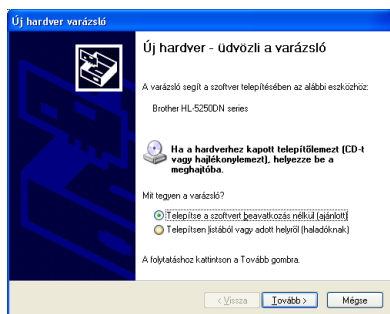 Új hardver varázsló
Új hardver - üdvözli a varázsló
A varázsló segít a szoftver telepítésében az alábbi eszközhöz:
Brother HL-5250DN series
Ha a hardverhez kapott telepítőlemezt (CD-t
vagy hajlékonylemezt), helyezze be a
meghajtóba.
Mit tegyen a varázsló?
Telepítse a szoftvert beavatkozás nélkül (ajánlott)
Telepítsen listából vagy adott helyről (haladóknak)
A folytatáshoz kattintson a Tovább gombra.
< Vissza Tovább > Mégse